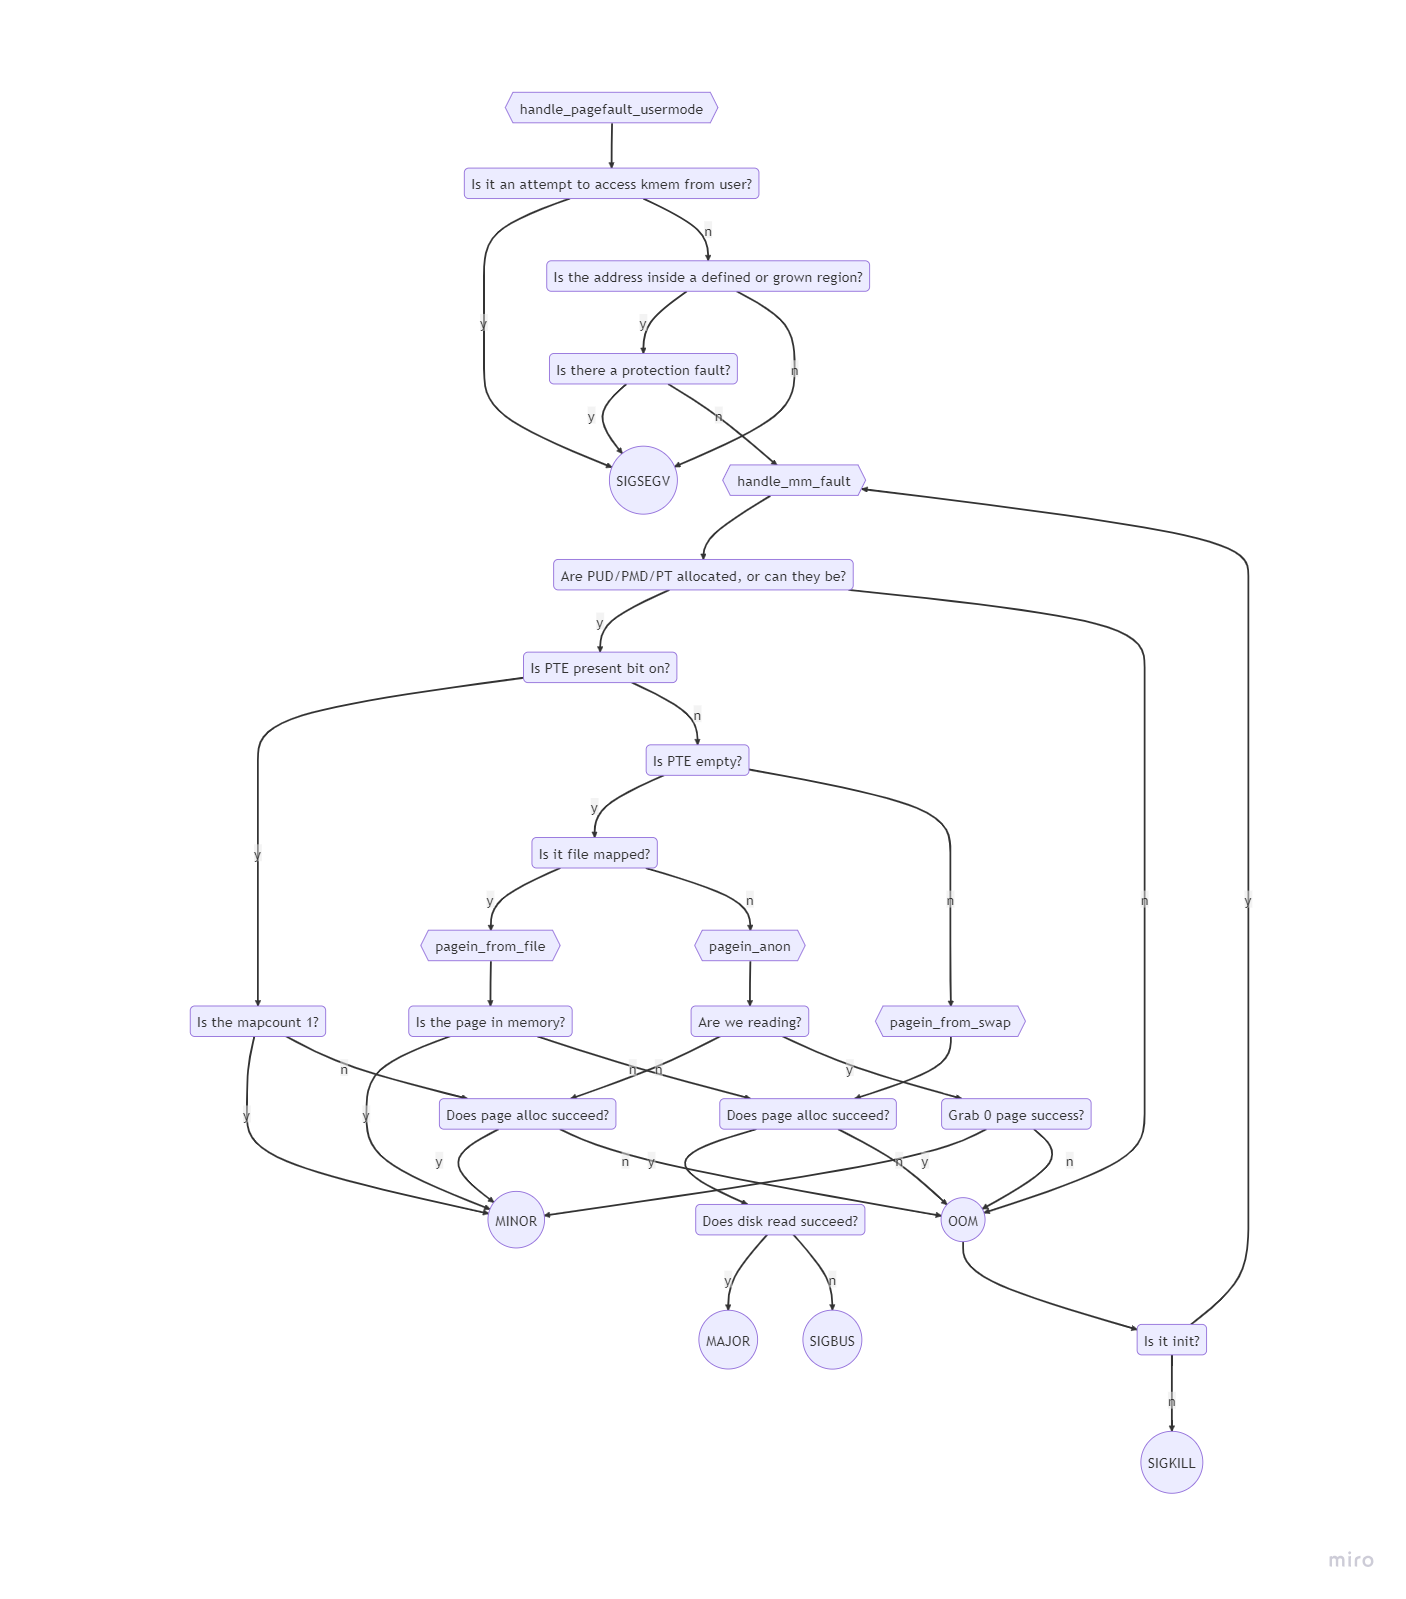 handle_pagefault_usermode
Is it an attempt to access kmem from user?
n
Is the address inside a defined or grown region?
y
y
Is there a protection fault?
n
y
n
SIGSEGV
handle_mm_fault
Are PUD/PMD/PT allocated, or can they be?
y
Is PTE present bit on?
n
Is PTE empty?
y
y
Is it file mapped?
y
n
n
n
y
pagein_from_file
pagein_anon
Is the mapcount 1?
Is the page in memory?
Are we reading?
pagein_from_swap
n
n
n
y
y
y
Does page alloc succeed?
Does page alloc succeed?
Grab 0 page success?
y
n
y
n
y
n
MINOR
Does disk read succeed?
OOM
y
n
MAJOR
SIGBUS
Is it init?
n
SIGKILL
miro